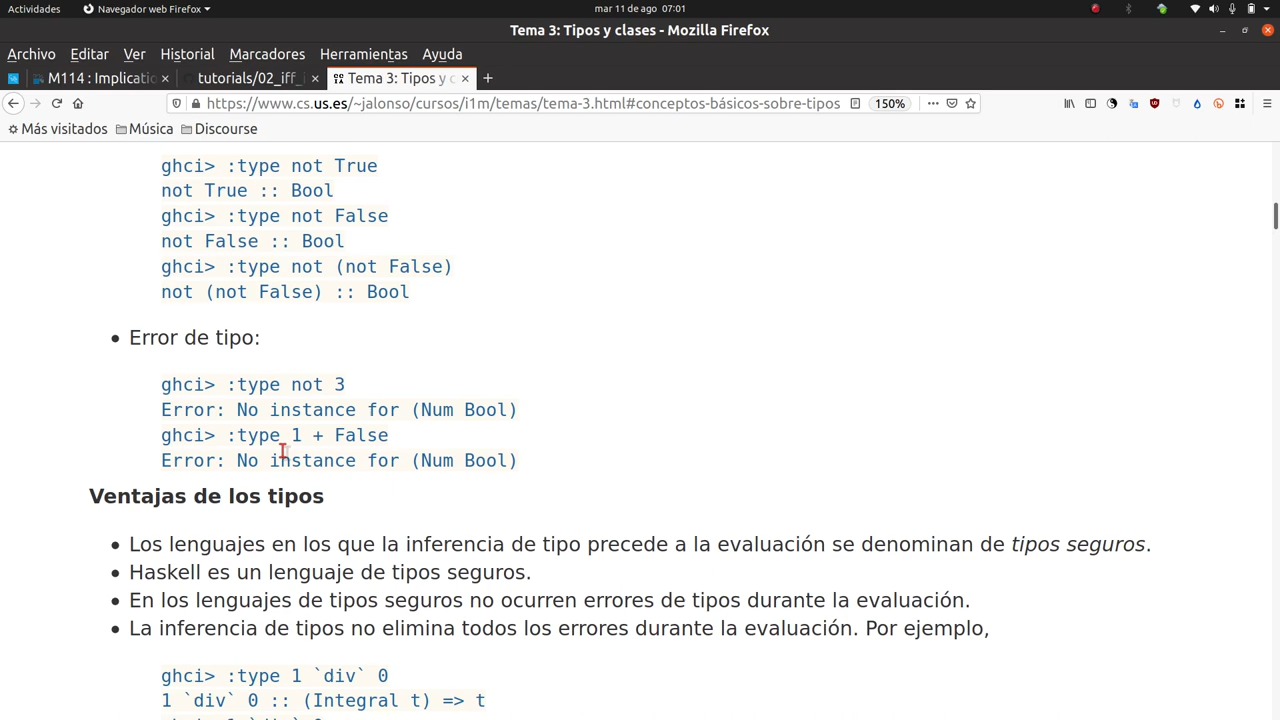 Actividades
Navegador web Firefox
mar 11 de ago 07:01
Tema 3: Tipos y clases - Mozilla Firefox
Archivo Editar Ver Historial Marcadores Herramientas Ayuda
M114 : Implicatio
tutorials/02_iff_
Tema 3: Tipos y c
https://www.cs.us.es/~jalonso/cursos/i1m/temas/tema-3.html#conceptos-básicos-sobre-tipos 150%
Más visitados Música Discourse
ghci> :type not True
not True :: Bool
ghci> :type not False
not False :: Bool
ghci> :type not (not False)
not (not False) :: Bool
• Error de tipo:
ghci> :type not 3
Error: No instance for (Num Bool)
ghci> :type 1 + False
Error: No instance for (Num Bool)
Ventajas de los tipos
• Los lenguajes en los que la inferencia de tipo precede a la evaluación se denominan de tipos seguros.
• Haskell es un lenguaje de tipos seguros.
• En los lenguajes de tipos seguros no ocurren errores de tipos durante la evaluación.
• La inferencia de tipos no elimina todos los errores durante la evaluación. Por ejemplo,
ghci> :type 1 `div` 0
1 `div` 0 :: (Integral t) => t